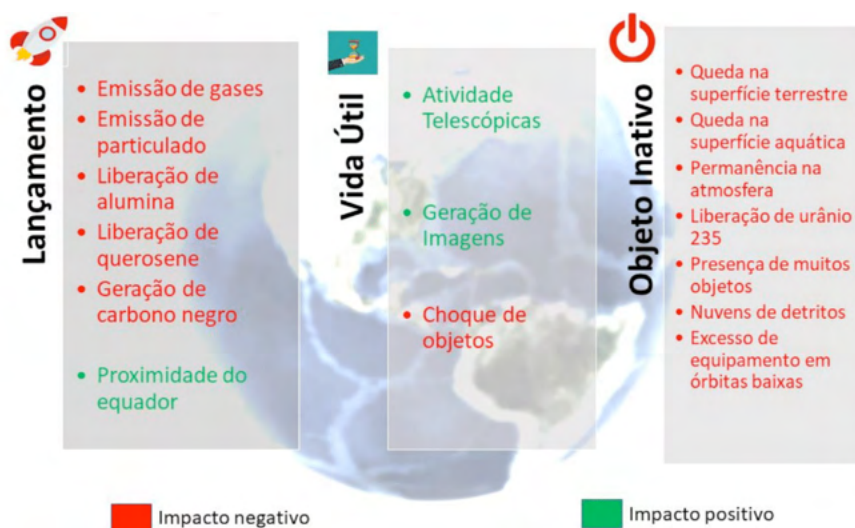 Lançamento
• Emissão de gases
• Emissão de
particulado
• Liberação de
alumina
• Liberação de
querosene
• Geração de
carbono negro
• Proximidade do
equador
Vida Útil
• Atividade
Telescópicas
• Geração de
Imagens
• Choque de
objetos
Objeto Inativo
• Queda na
superfície terrestre
• Queda na
superfície aquática
• Permanência na
atmosfera
• Liberação de urânio
235
• Presença de muitos
objetos
• Nuvens de detritos
• Excesso de
equipamento em
órbitas baixas
Impacto negativo
Impacto positivo